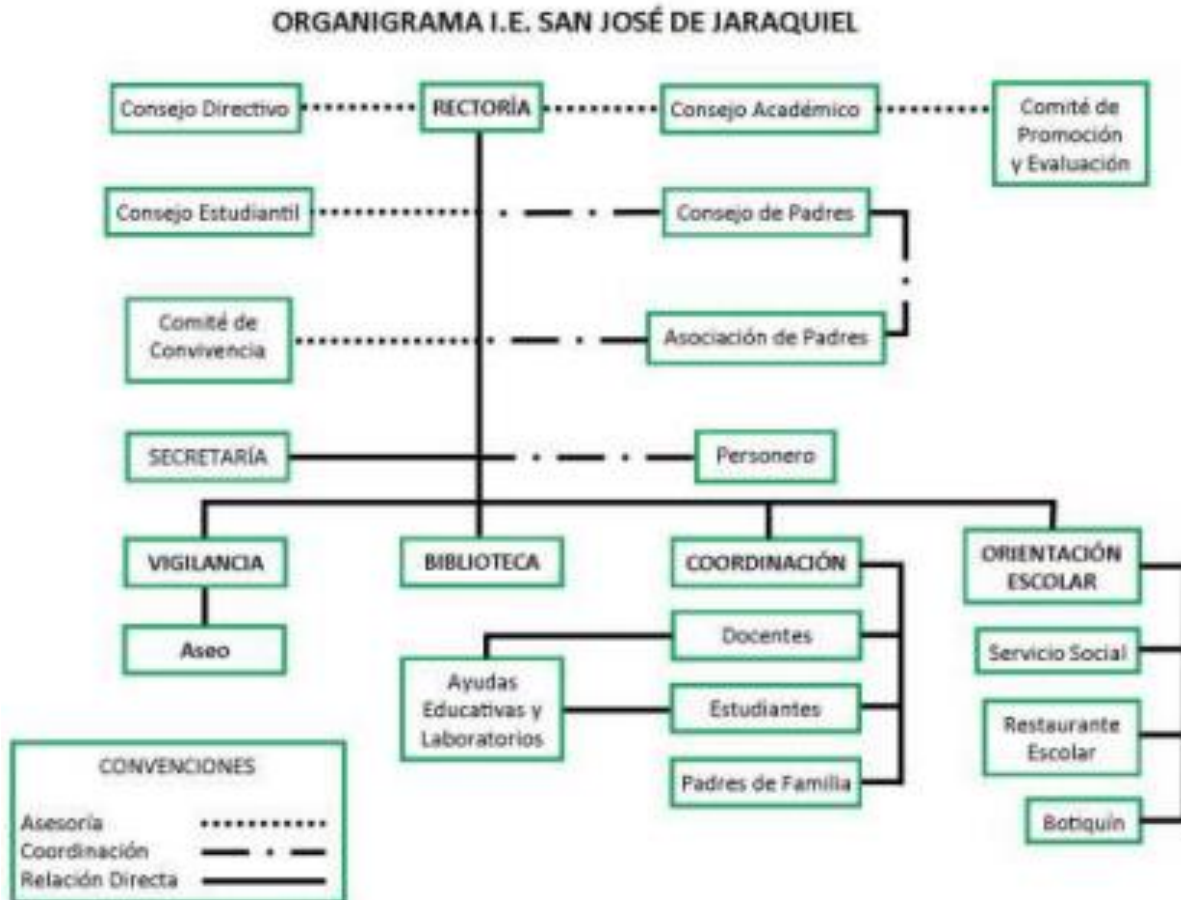 ORGANIGRAMA I.E. SAN JOSÉ DE JARAQUIEL
Consejo Directivo
RECTORÍA
Consejo Académico
Comité de
Promoción
y Evaluación
Consejo Estudiantil
Consejo de Padres
Comité de
Convivencia
Asociación de Padres
SECRETARÍA
Personero
VIGILANCIA
BIBLIOTECA
COORDINACIÓN
ORIENTACIÓN
ESCOLAR
Aseo
Docentes
Servicio Social
Ayudas
Educativas y
Laboratorios
Estudiantes
Restaurante
Escolar
Padres de Familia
Botiquín
CONVENCIONES
Asesoría
Coordinación
Relación Directa